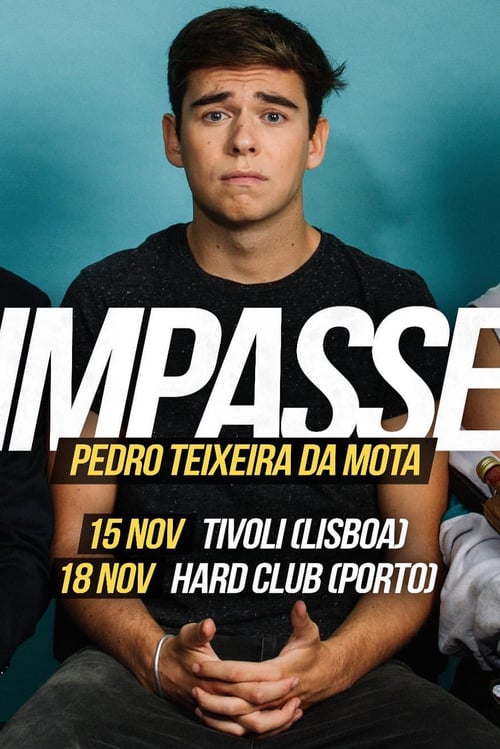 IMPASSE
PEDRO TEIXEIRA DA MOTA
15 NOV TIVOLI (LISBOA)
18 NOV HARD CLUB (PORTO)